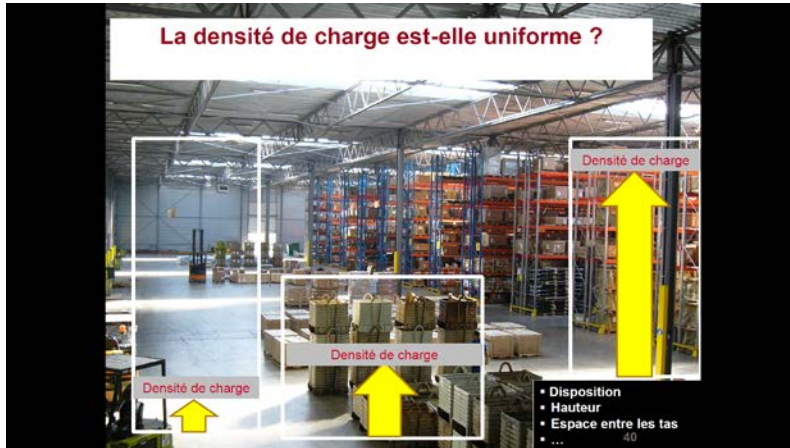 La densité de charge est-elle uniforme ?
Densité de charge
Densité de charge
Densité de charge
▪ Disposition
▪ Hauteur
▪ Espace entre les tas
▪ ...
40